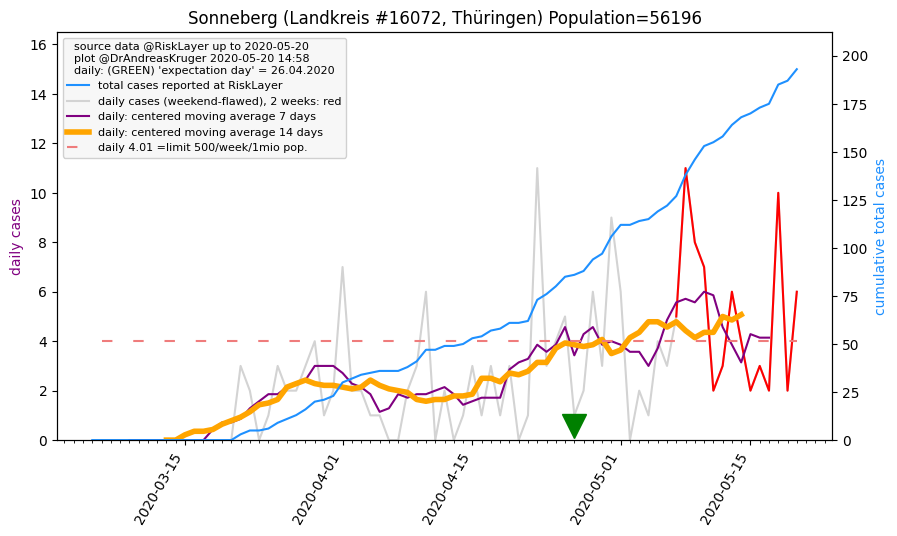 Sonneberg (Landkreis #16072, Thüringen) Population=56196
source data @RiskLayer up to 2020-05-20
plot @DrAndreasKruger 2020-05-20 14:58
daily: (GREEN) 'expectation day' = 26.04.2020
total cases reported at RiskLayer
daily cases (weekend-flawed), 2 weeks: red
daily: centered moving average 7 days
daily: centered moving average 14 days
daily 4.01 =limit 500/week/1mio pop.
daily cases
16
14
12
10
8
6
4
2
0
cumulative total cases
200
175
150
125
100
75
50
25
0
2020-03-15
2020-04-01
2020-04-15
2020-05-01
2020-05-15